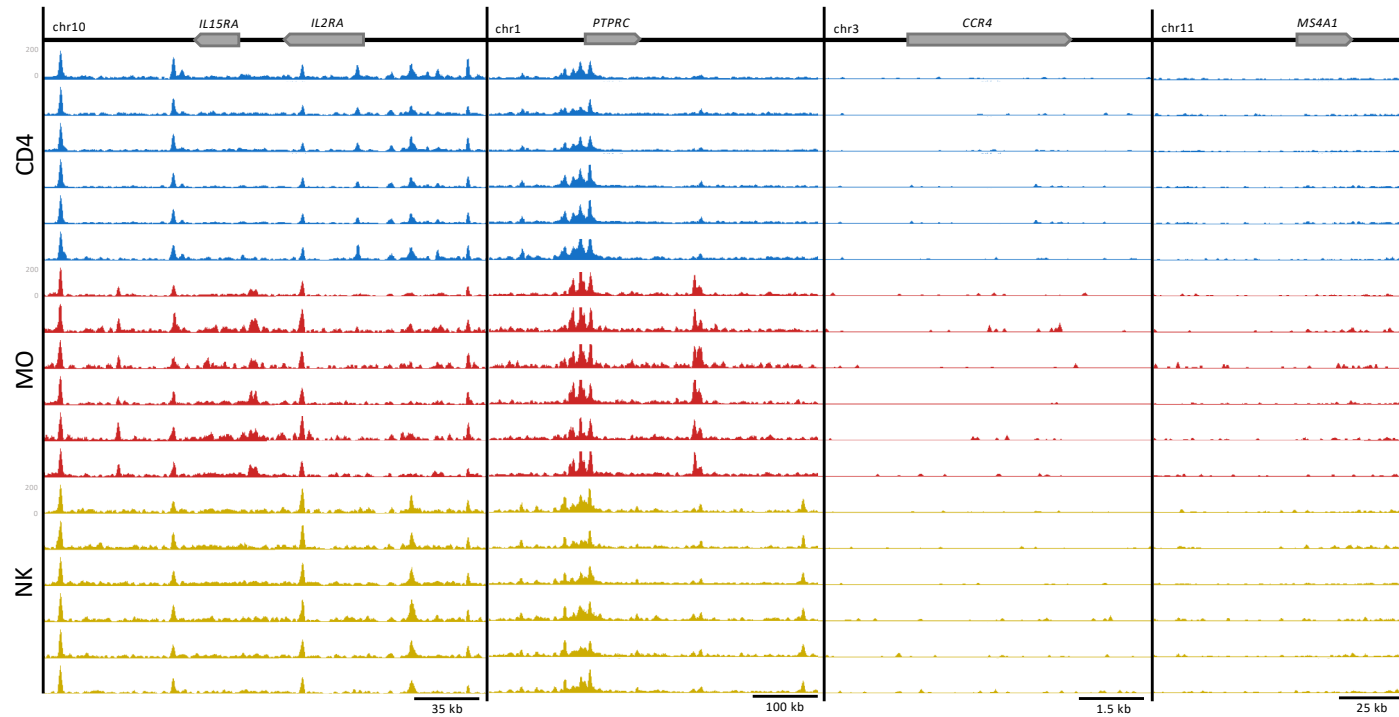 chr10 IL15RA IL2RA chr1 PTPRC chr3 CCR4 chr11 MS4A1
200
0
CD4
200
0
MO
200
0
NK
35 kb 100 kb 1.5 kb 25 kb